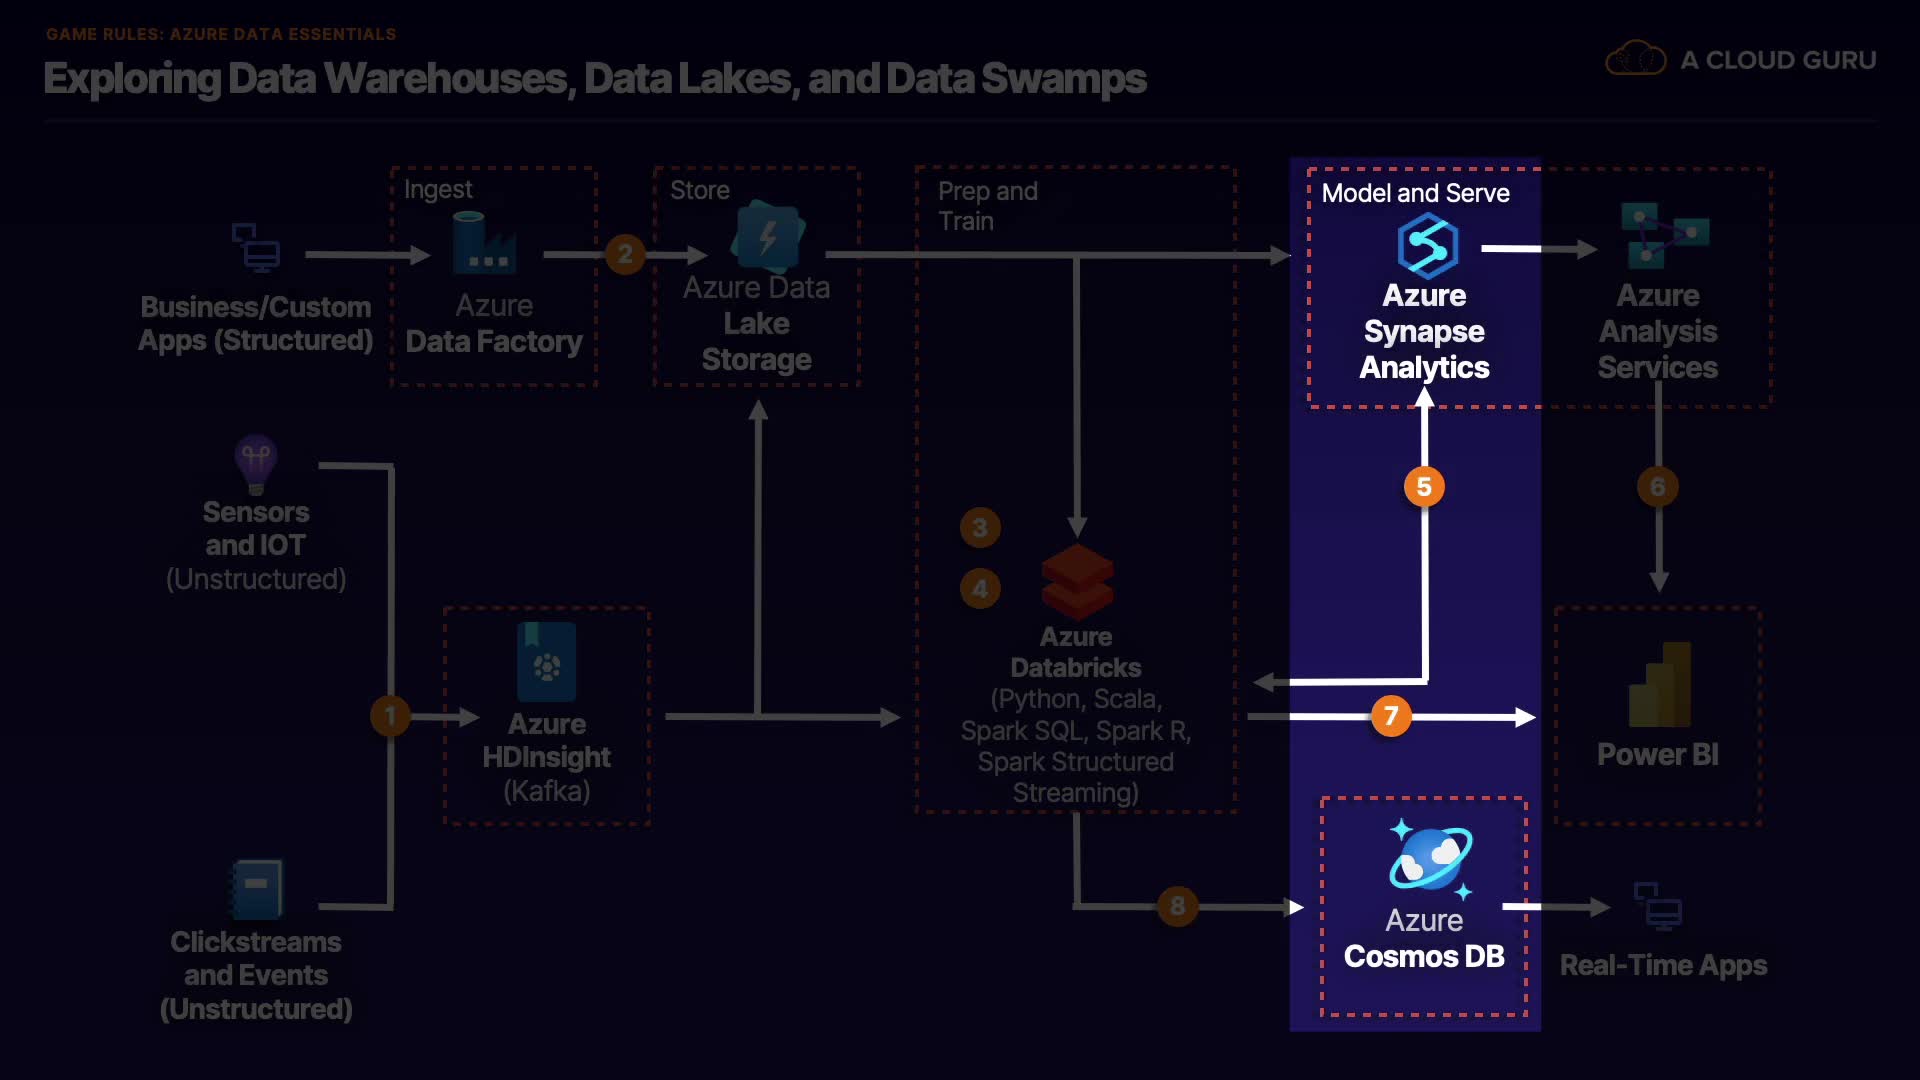 GAME RULES: AZURE DATA ESSENTIALS
Exploring Data Warehouses, Data Lakes, and Data Swamps
A CLOUD GURU
Ingest
Azure
Data Factory
Business/Custom
Apps (Structured)
2
Store
Azure Data
Lake
Storage
Prep and
Train
Model and Serve
Azure
Synapse
Analytics
Azure
Analysis
Services
Sensors
and IOT
(Unstructured)
1
Azure
HDInsight
(Kafka)
3
4
Azure
Databricks
(Python, Scala,
Spark SQL, Spark R,
Spark Structured
Streaming)
5
6
7
Power BI
Clickstreams
and Events
(Unstructured)
8
Azure
Cosmos DB
Real-Time Apps